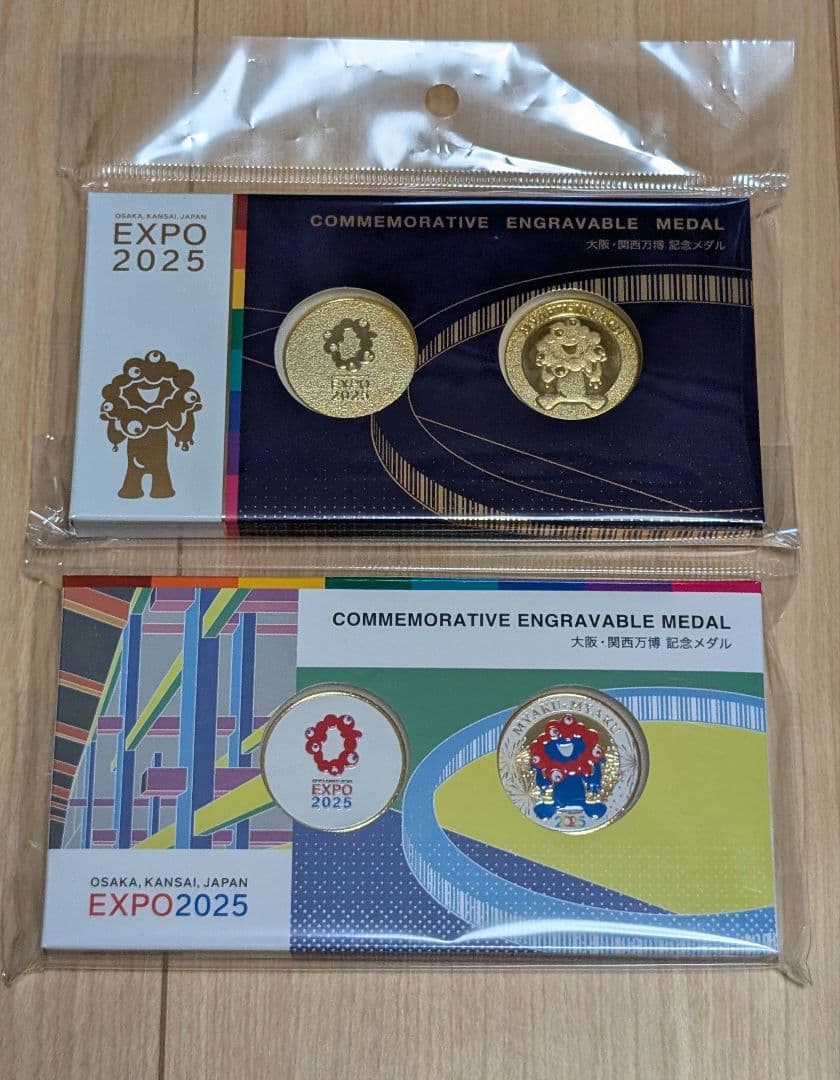 OSAKA, KANSAI, JAPAN
EXPO
2025
COMMEMORATIVE ENGRAVABLE MEDAL
大阪・関西万博 記念メダル
EXPO
2025
COMMEMORATIVE ENGRAVABLE MEDAL
大阪・関西万博 記念メダル
EXPO
2025
MYAKU-MYAKU
2025
OSAKA, KANSAI, JAPAN
EXPO2025